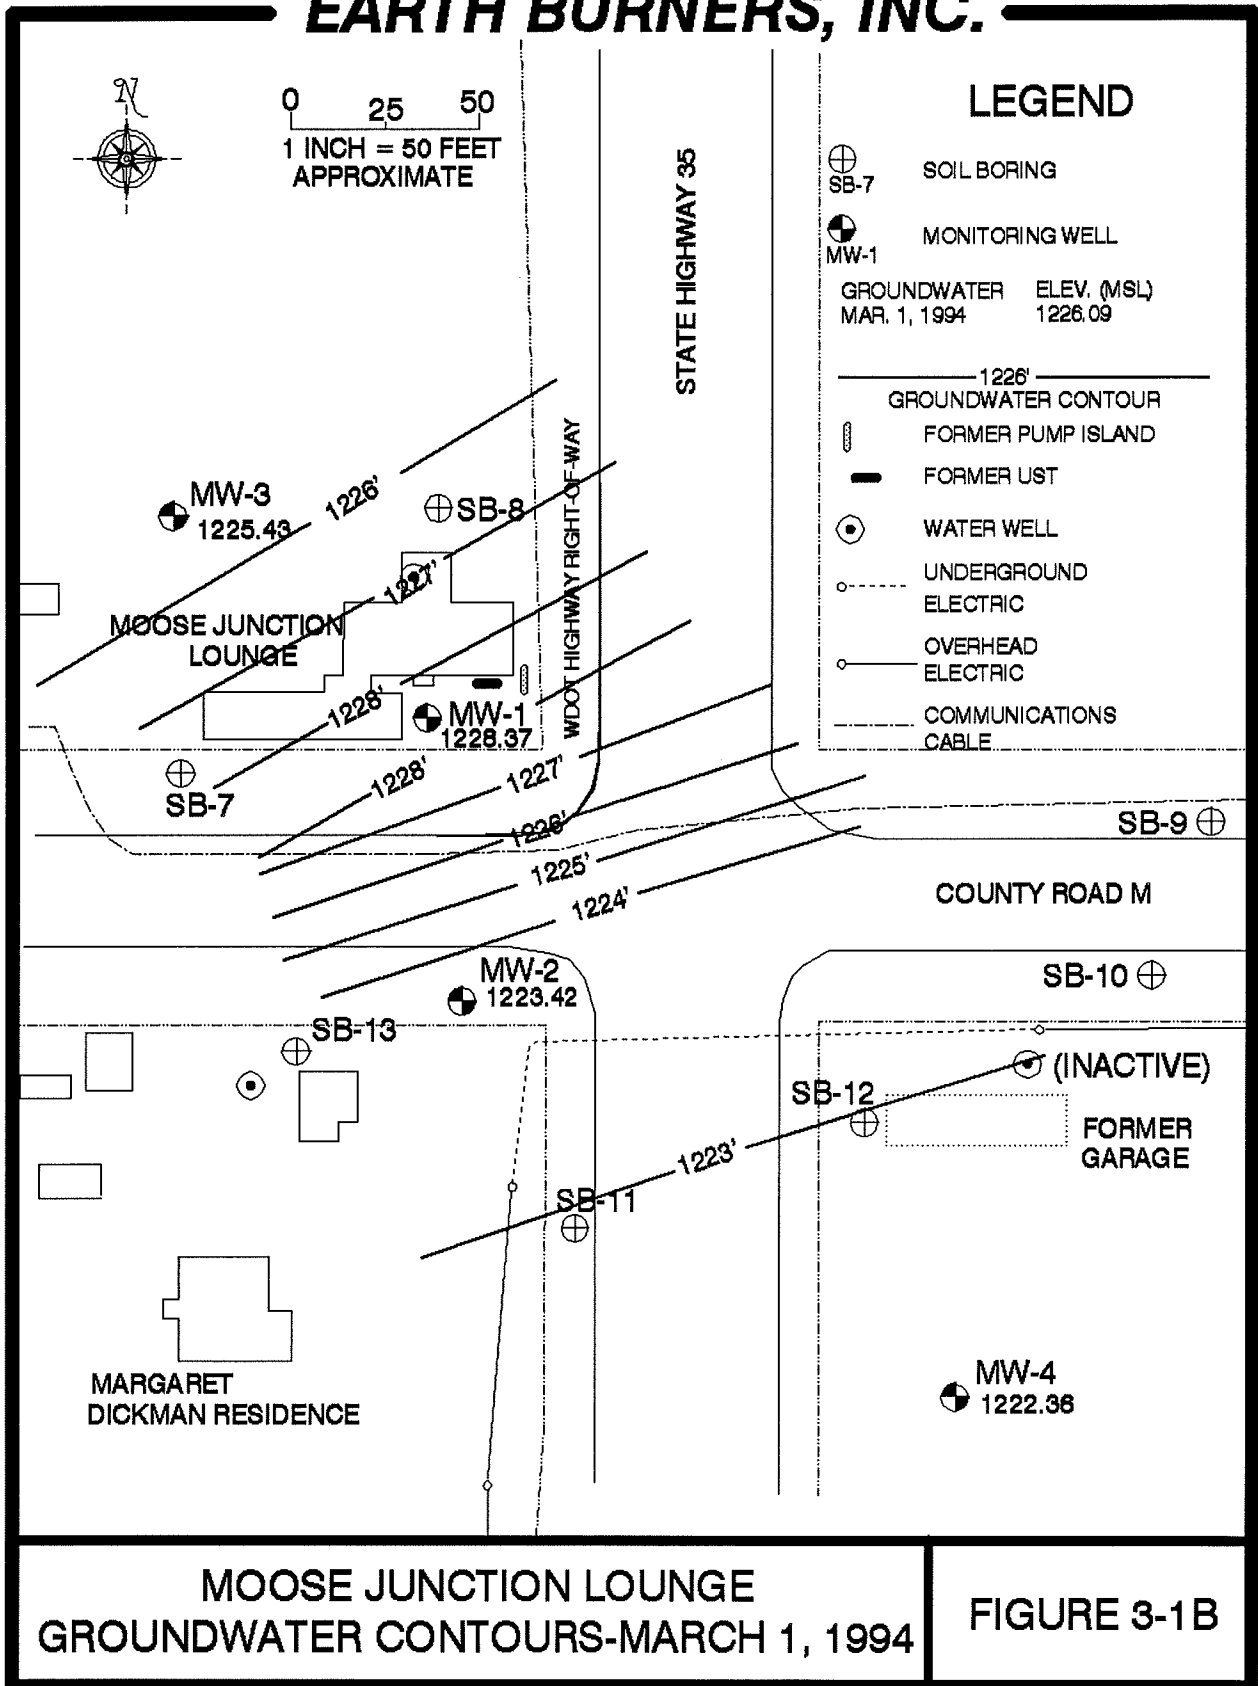 EARTH BURNERS, INC.
N
0 25 50
1 INCH = 50 FEET
APPROXIMATE
STATE HIGHWAY 35
LEGEND
SB-7
SOIL BORING
MW-1
MONITORING WELL
GROUNDWATER ELEV. (MSL)
MAR. 1, 1994 1226.09
1226'
GROUNDWATER CONTOUR
FORMER PUMP ISLAND
FORMER UST
WATER WELL
UNDERGROUND
ELECTRIC
OVERHEAD
ELECTRIC
COMMUNICATIONS
CABLE
MW-3
1225.43
1226'
SB-8
WDOT HIGHWAY RIGHT-OF-WAY
1227'
MOOSE JUNCTION
LOUNGE
1228'
MW-1
1228.37
SB-7
1228'
1227'
1226'
1225'
1224'
SB-9
COUNTY ROAD M
MW-2
1223.42
SB-10
SB-13
(INACTIVE)
SB-12
FORMER
GARAGE
1223'
SB-11
MARGARET
DICKMAN RESIDENCE
MW-4
1222.36
MOOSE JUNCTION LOUNGE
GROUNDWATER CONTOURS-MARCH 1, 1994
FIGURE 3-1B